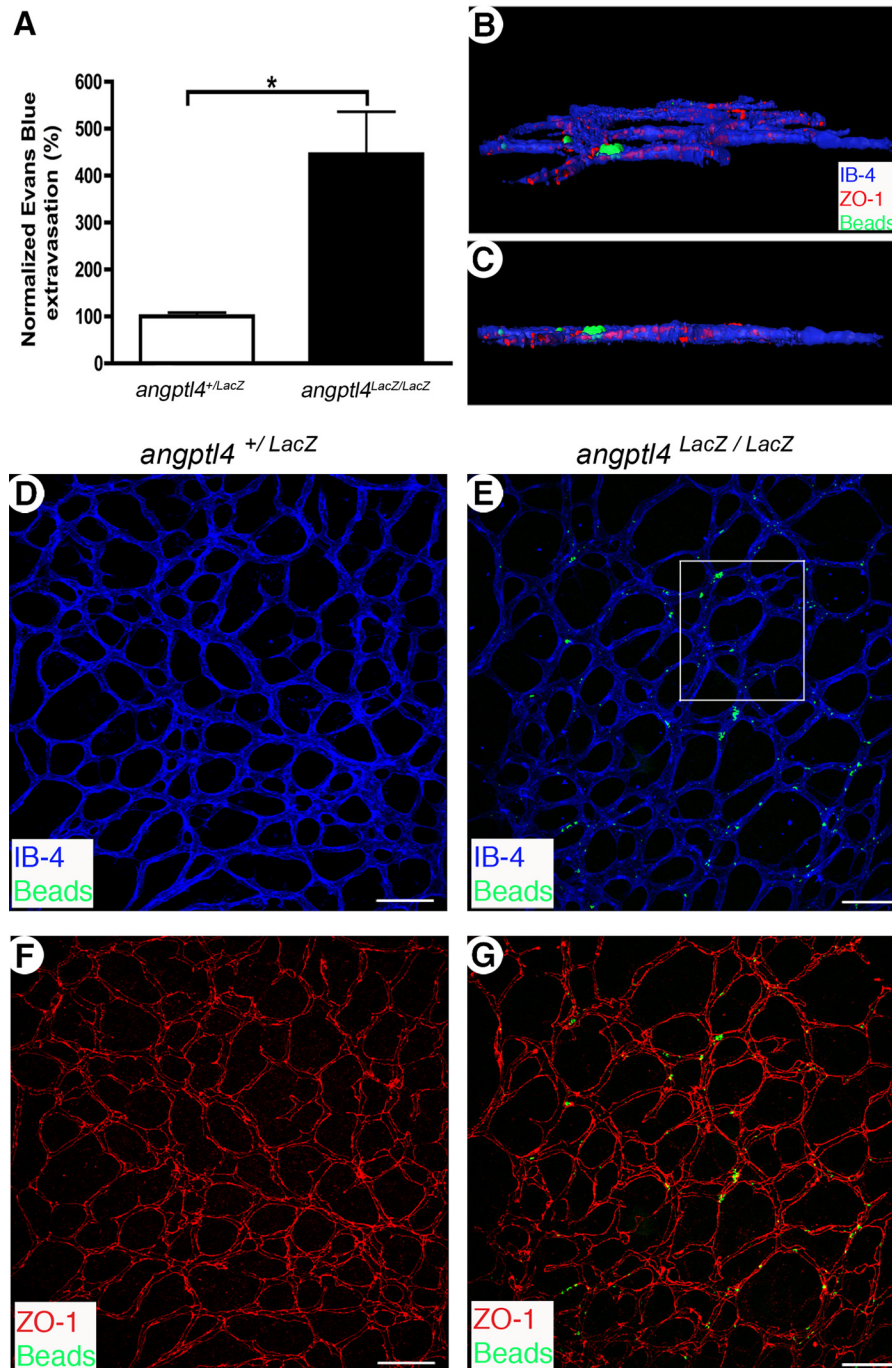 A
Normalized Evans Blue
extravasation (%)
600
500
400
300
200
100
0
*
angptl4+/LacZ
angptl4LacZ/LacZ
B
IB-4
ZO-1
Beads
C
angptl4 +/ LacZ
angptl4 LacZ / LacZ
D
IB-4
Beads
E
IB-4
Beads
F
ZO-1
Beads
G
ZO-1
Beads